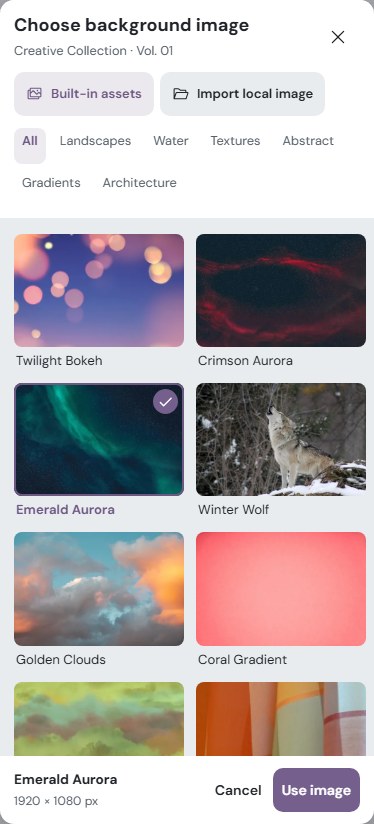 Choose background image
Creative Collection · Vol. 01
Built-in assets
Import local image
All
Landscapes
Water
Textures
Abstract
Gradients
Architecture
Twilight Bokeh
Crimson Aurora
Emerald Aurora
Winter Wolf
Golden Clouds
Coral Gradient
Emerald Aurora
1920 × 1080 px
Cancel
Use image